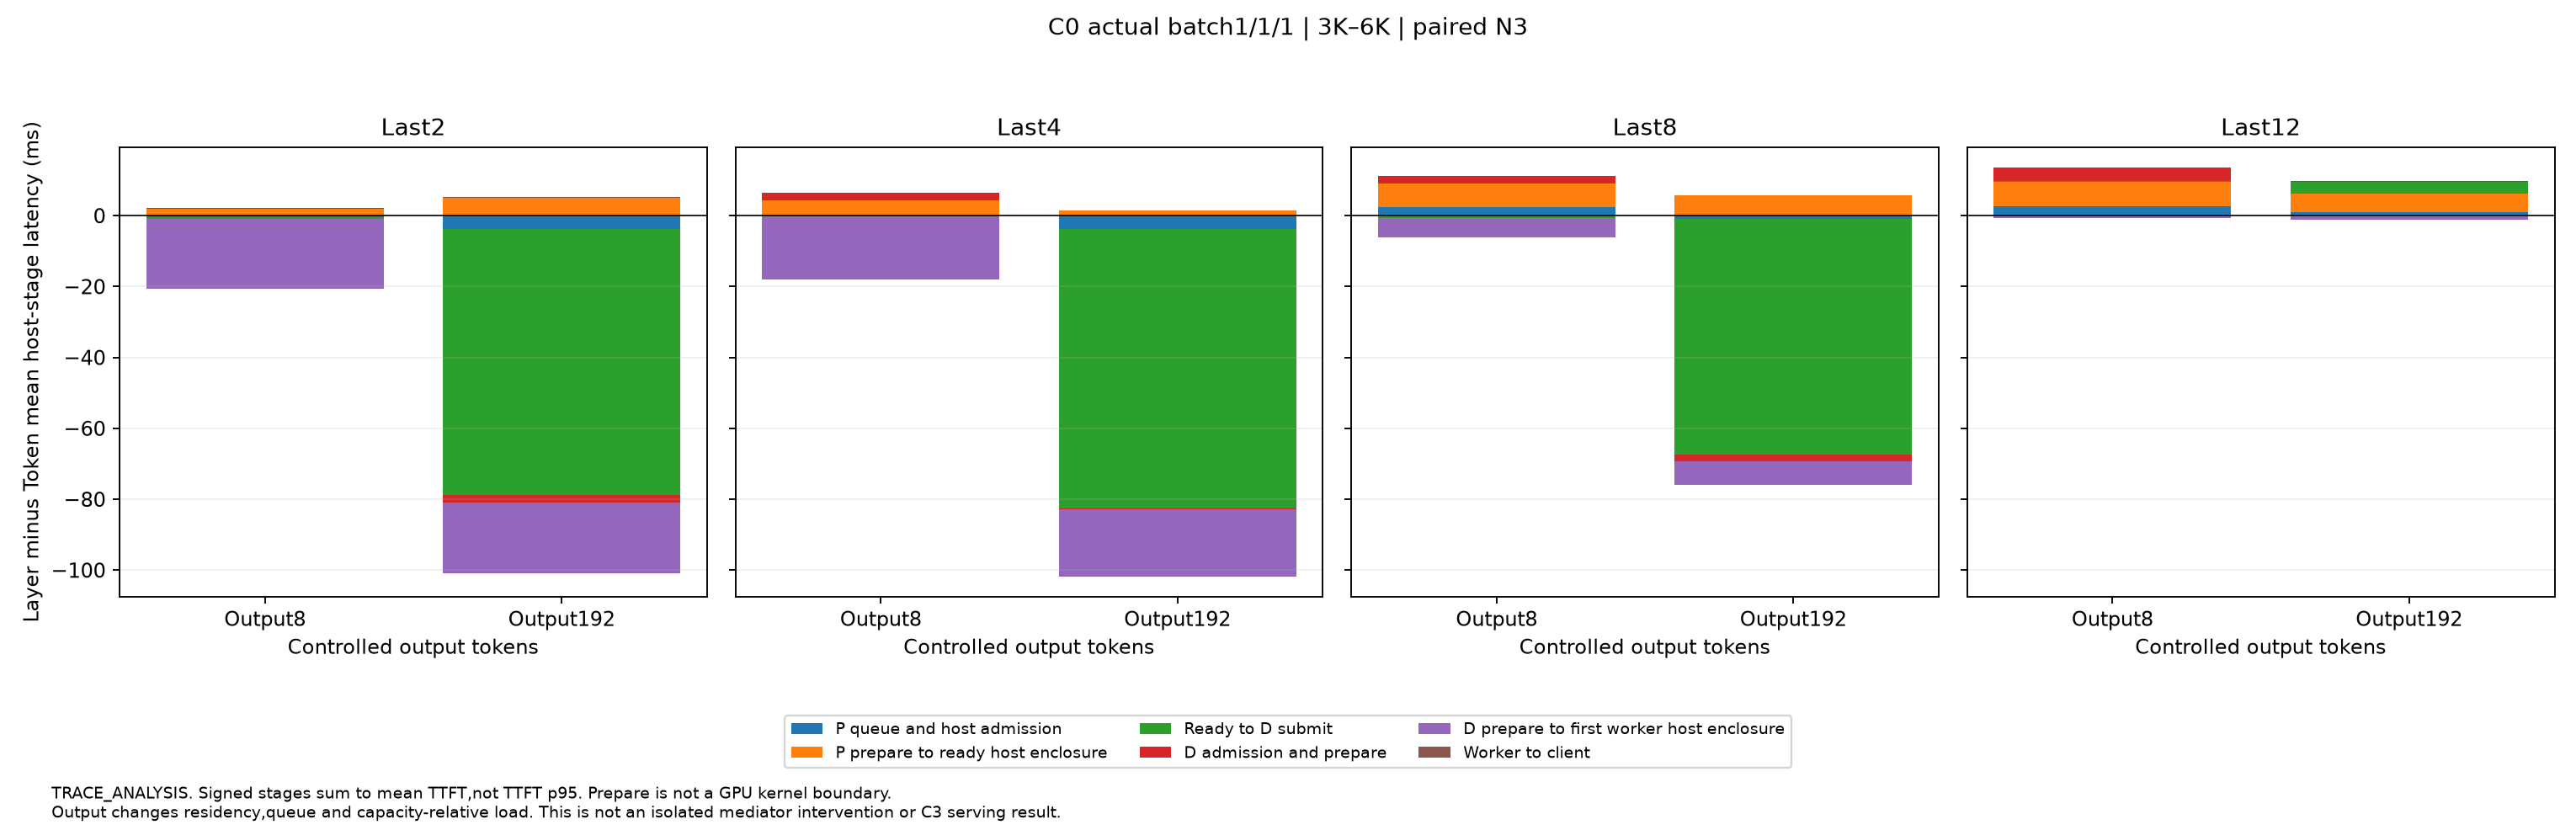 C0 actual batch1/1/1 | 3K–6K | paired N3
Last2
Last4
Last8
Last12
Layer minus Token mean host-stage latency (ms)
0
−20
−40
−60
−80
−100
Output8
Output192
Output8
Output192
Output8
Output192
Output8
Output192
Controlled output tokens
Controlled output tokens
Controlled output tokens
Controlled output tokens
P queue and host admission
P prepare to ready host enclosure
Ready to D submit
D admission and prepare
D prepare to first worker host enclosure
Worker to client
TRACE_ANALYSIS. Signed stages sum to mean TTFT,not TTFT p95. Prepare is not a GPU kernel boundary.
Output changes residency,queue and capacity-relative load. This is not an isolated mediator intervention or C3 serving result.